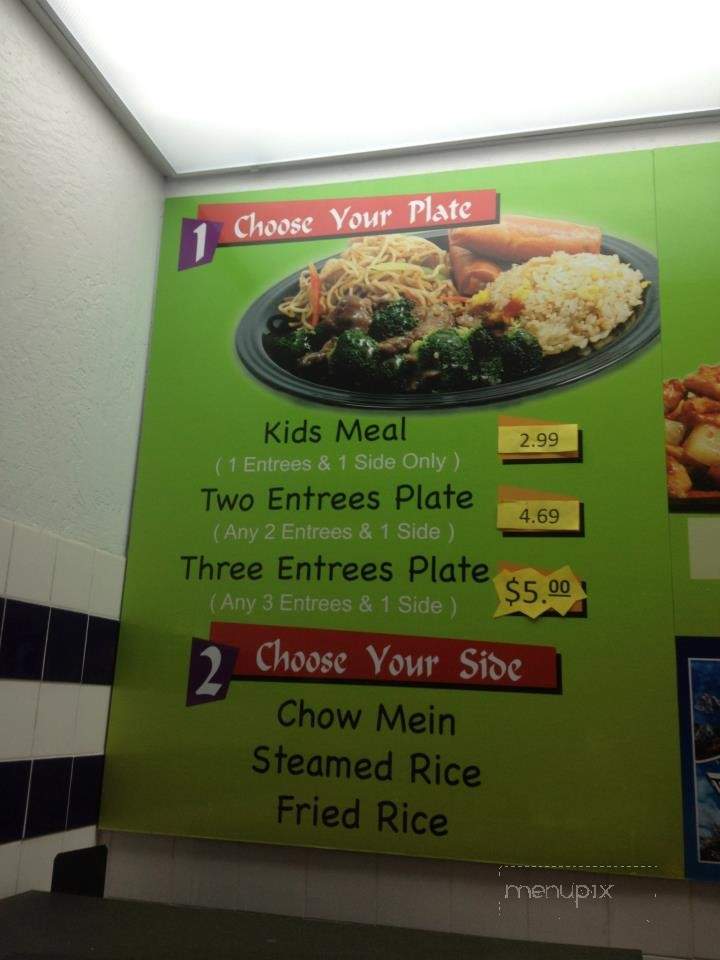 1 Choose Your Plate
Kids Meal 2.99
( 1 Entrees & 1 Side Only )
Two Entrees Plate 4.69
( Any 2 Entrees & 1 Side )
Three Entrees Plate $5.00
( Any 3 Entrees & 1 Side )
2 Choose Your Side
Chow Mein
Steamed Rice
Fried Rice
menupix